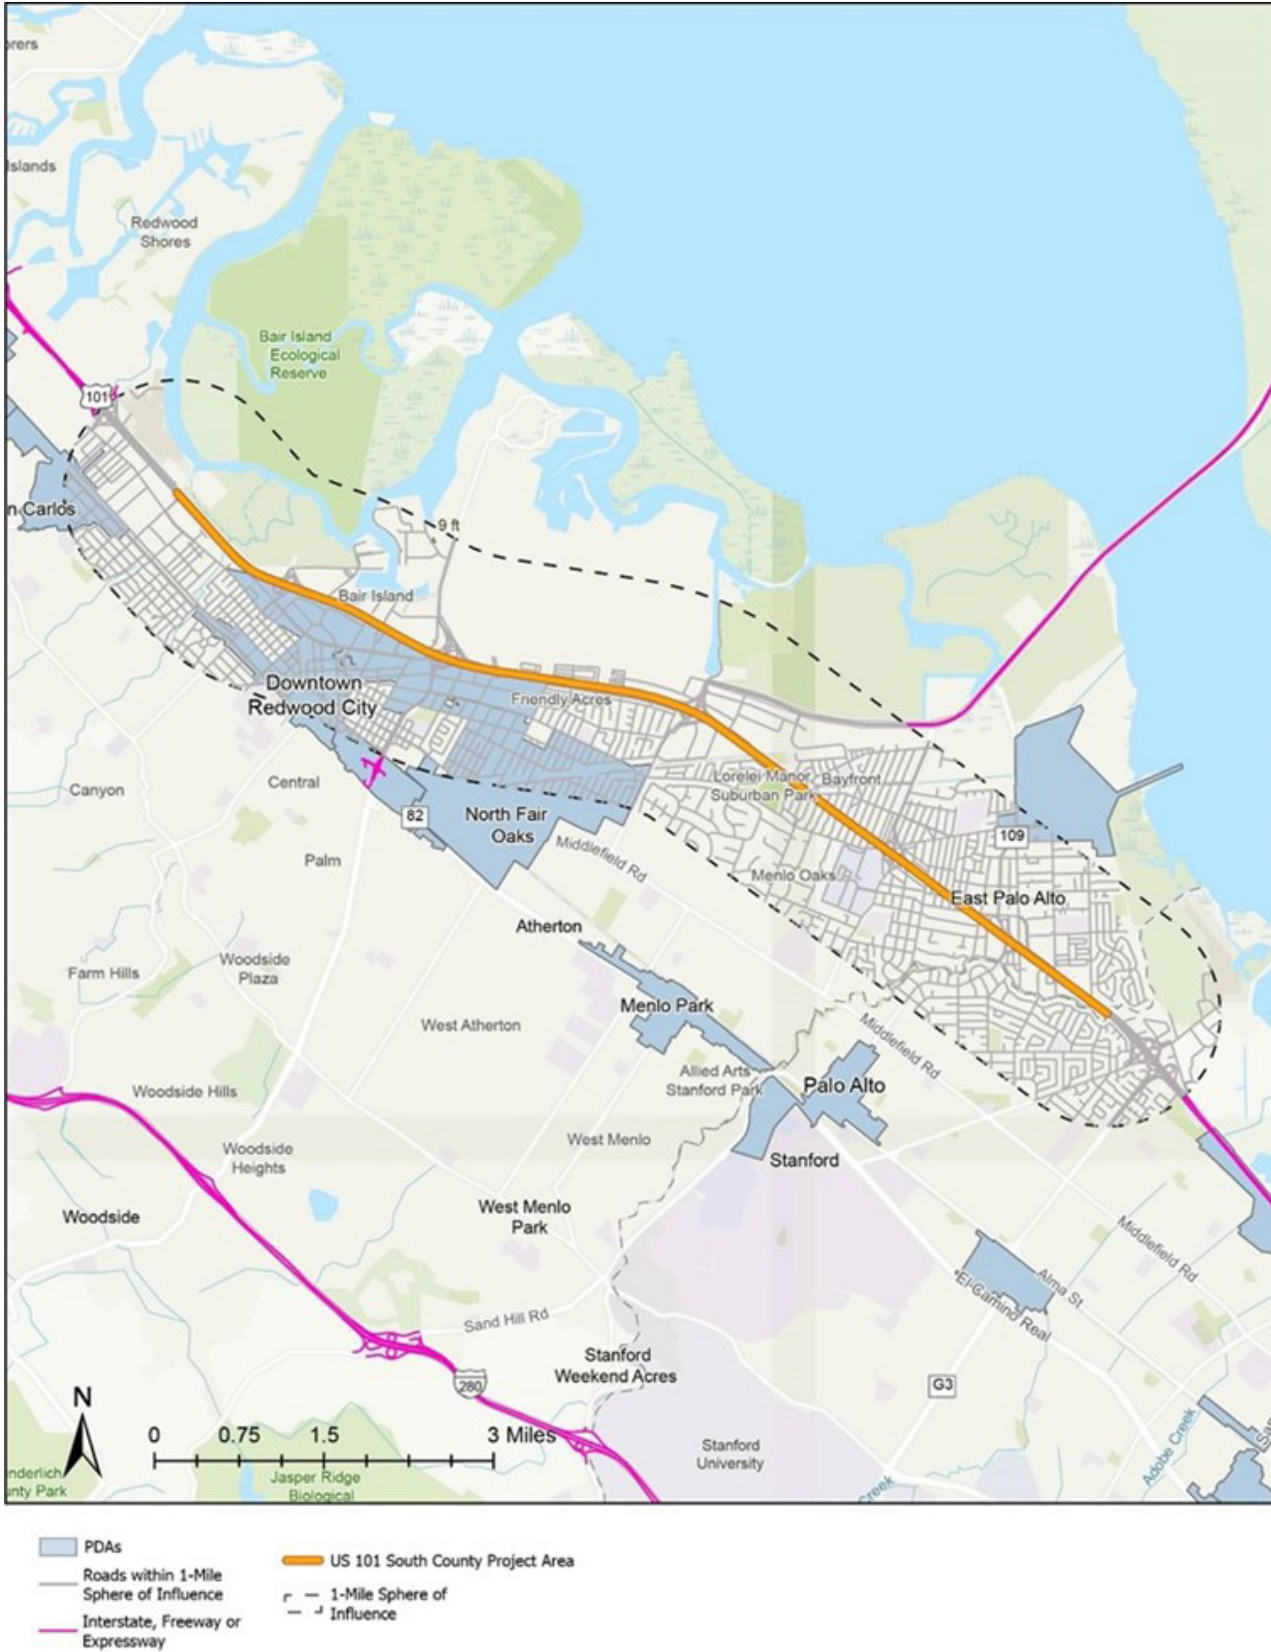 orers
Islands
Redwood
Shores
Bair Island
Ecological
Reserve
101
n Carlos
9 ft
Bair Island
Downtown
Redwood City
Friendly Acres
Central
Canyon
82
North Fair
Oaks
Lorelei Manor
Suburban Park
Bayfront
109
Palm
Middlefield Rd
Menlo Oaks
East Palo Alto
Atherton
Farm Hills
Woodside
Plaza
Menlo Park
West Atherton
Middlefield Rd
Allied Arts
Stanford Park
Palo Alto
Woodside Hills
Woodside
Heights
West Menlo
Stanford
Woodside
West Menlo
Park
Middlefield Rd
Alma St
El Camino Real
Sand Hill Rd
Stanford
Weekend Acres
280
G3
N
0 0.75 1.5 3 Miles
Stanford
University
Adobe Creek
San
Creek
nderlich
unty Park
Jasper Ridge
Biological
PDAs
Roads within 1-Mile
Sphere of Influence
Interstate, Freeway or
Expressway
US 101 South County Project Area
1-Mile Sphere of
Influence